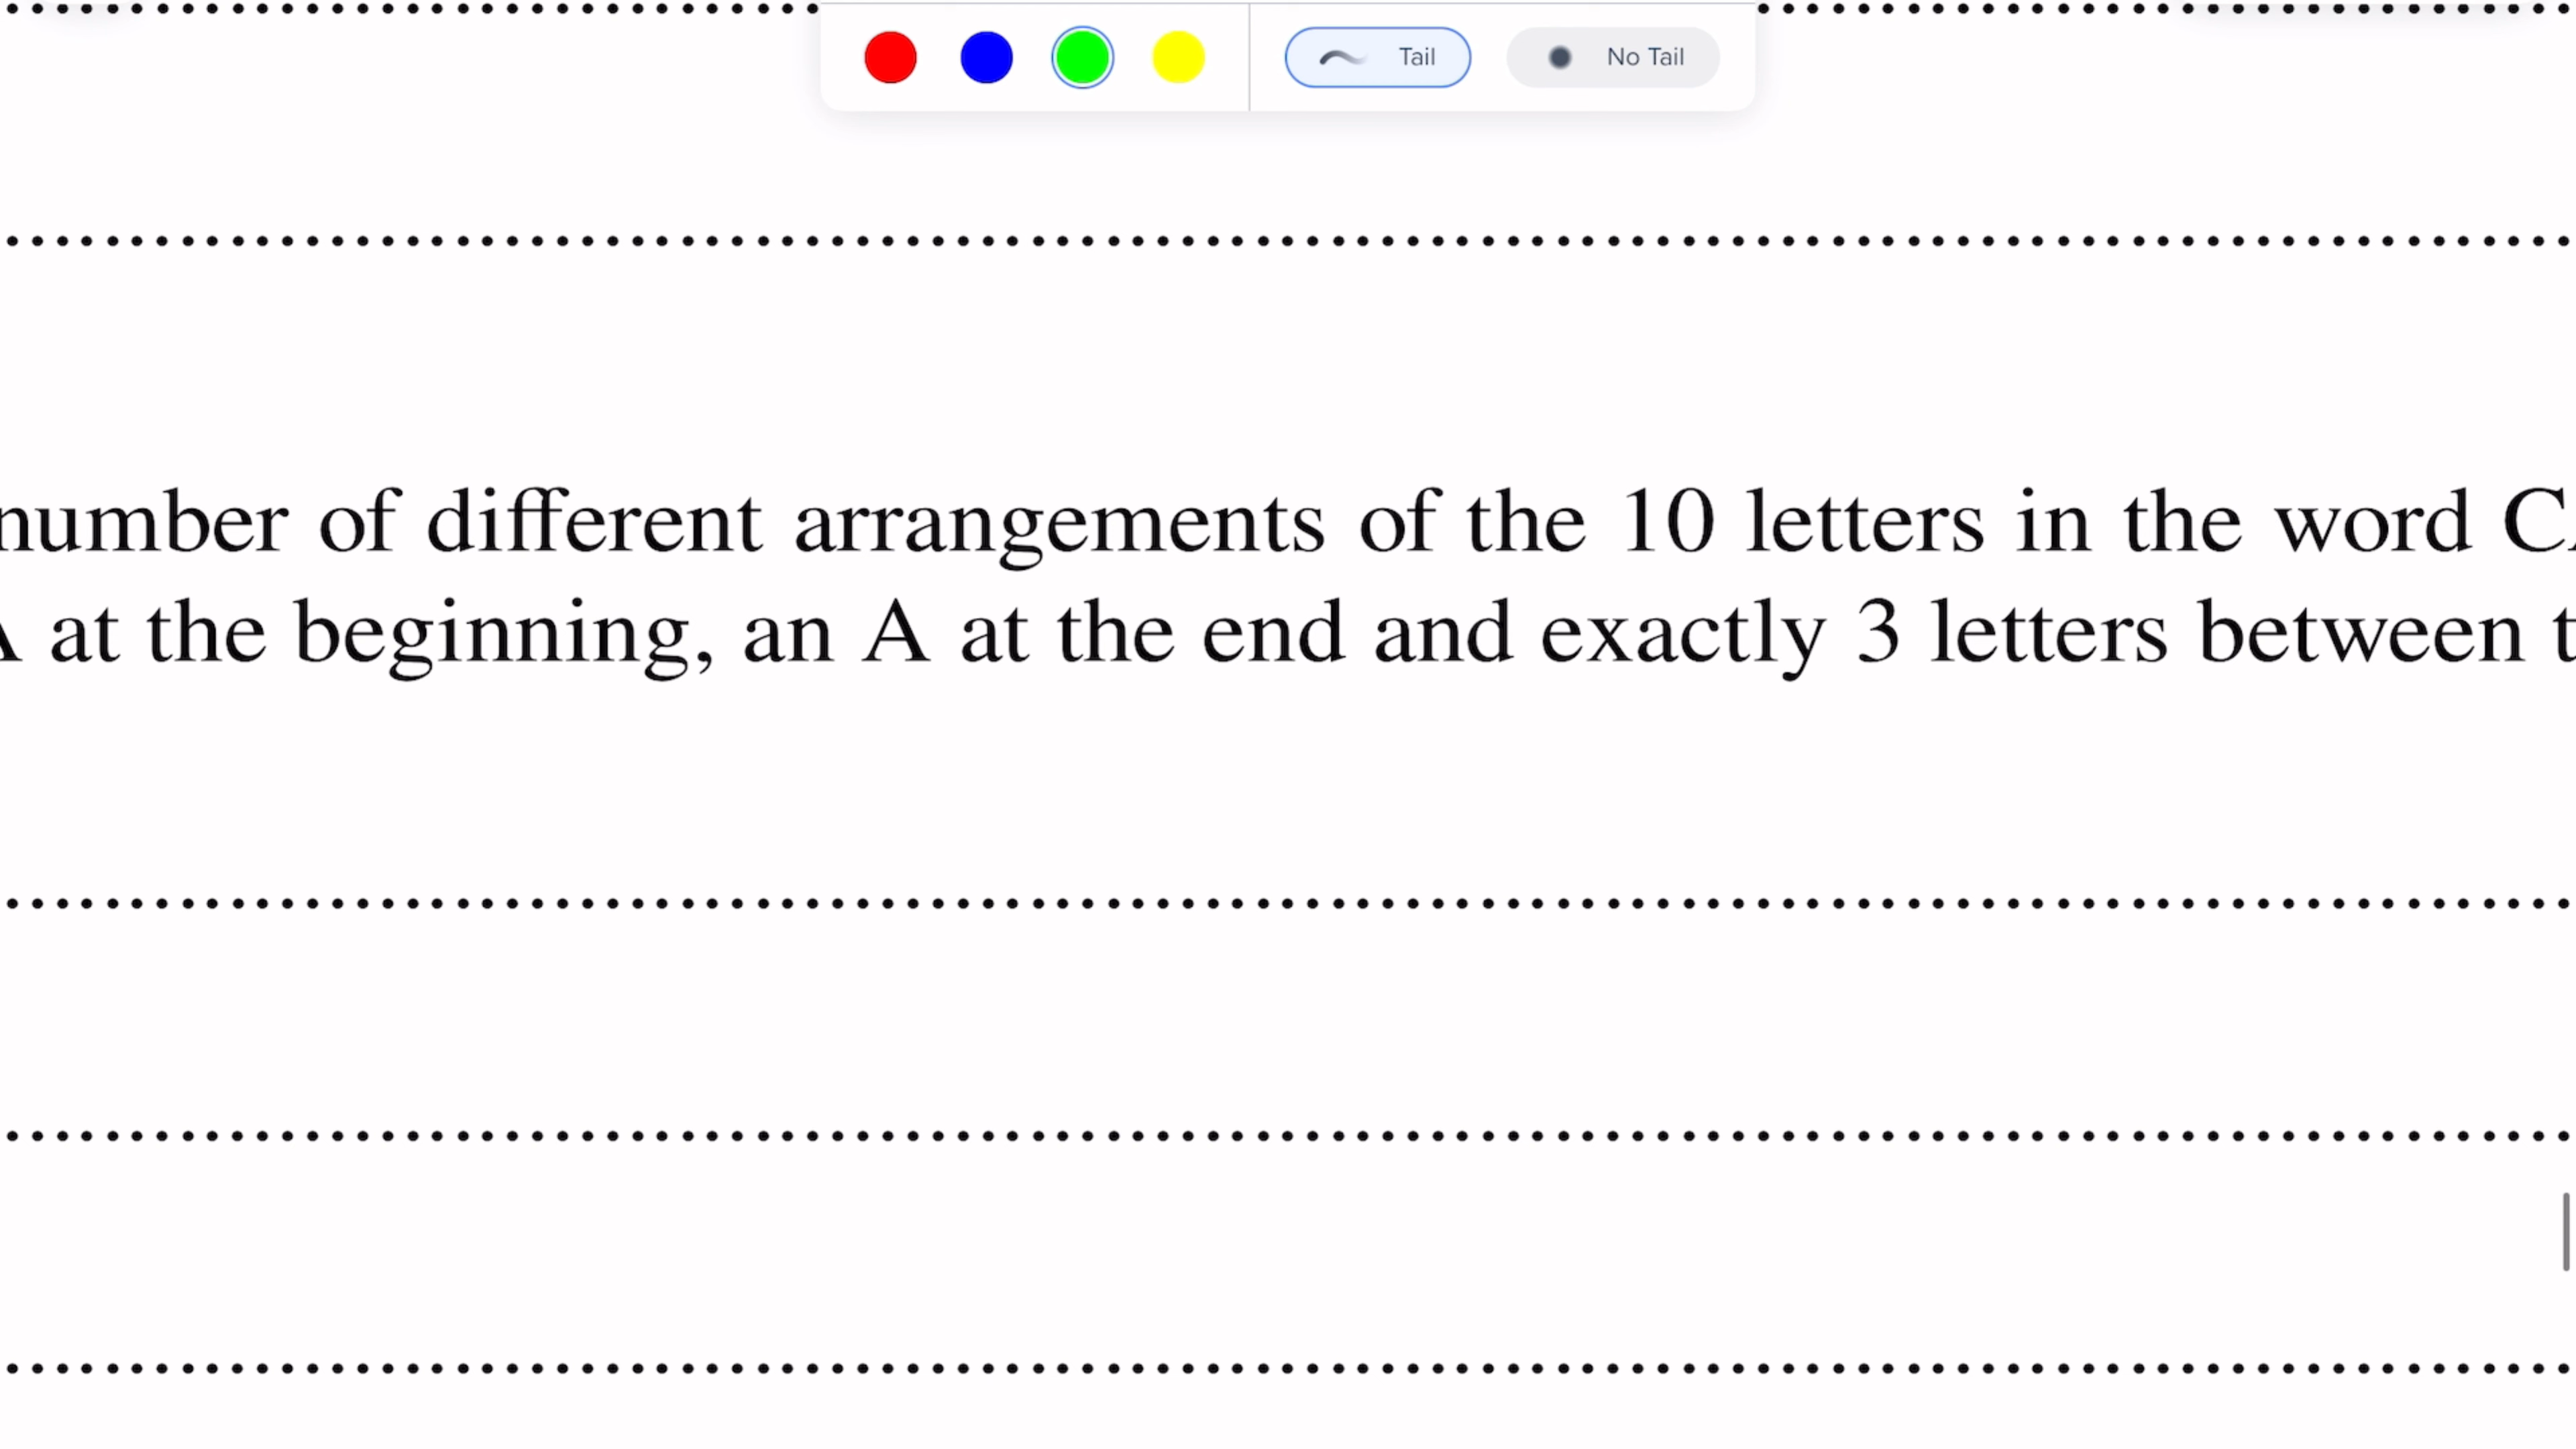 Tail No Tail
number of different arrangements of the 10 letters in the word C
A at the beginning, an A at the end and exactly 3 letters between t